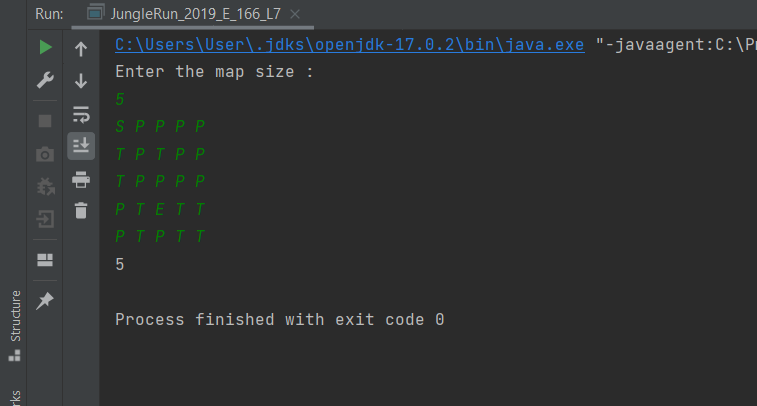 Run: JungleRun_2019_E_166_L7
C:\Users\User\.jdks\openjdk-17.0.2\bin\java.exe "-javaagent:C:\P
Enter the map size :
5
S P P P P
T P T P P
T P P P P
P T E T T
P T P T T
5
Process finished with exit code 0
Structure
rks